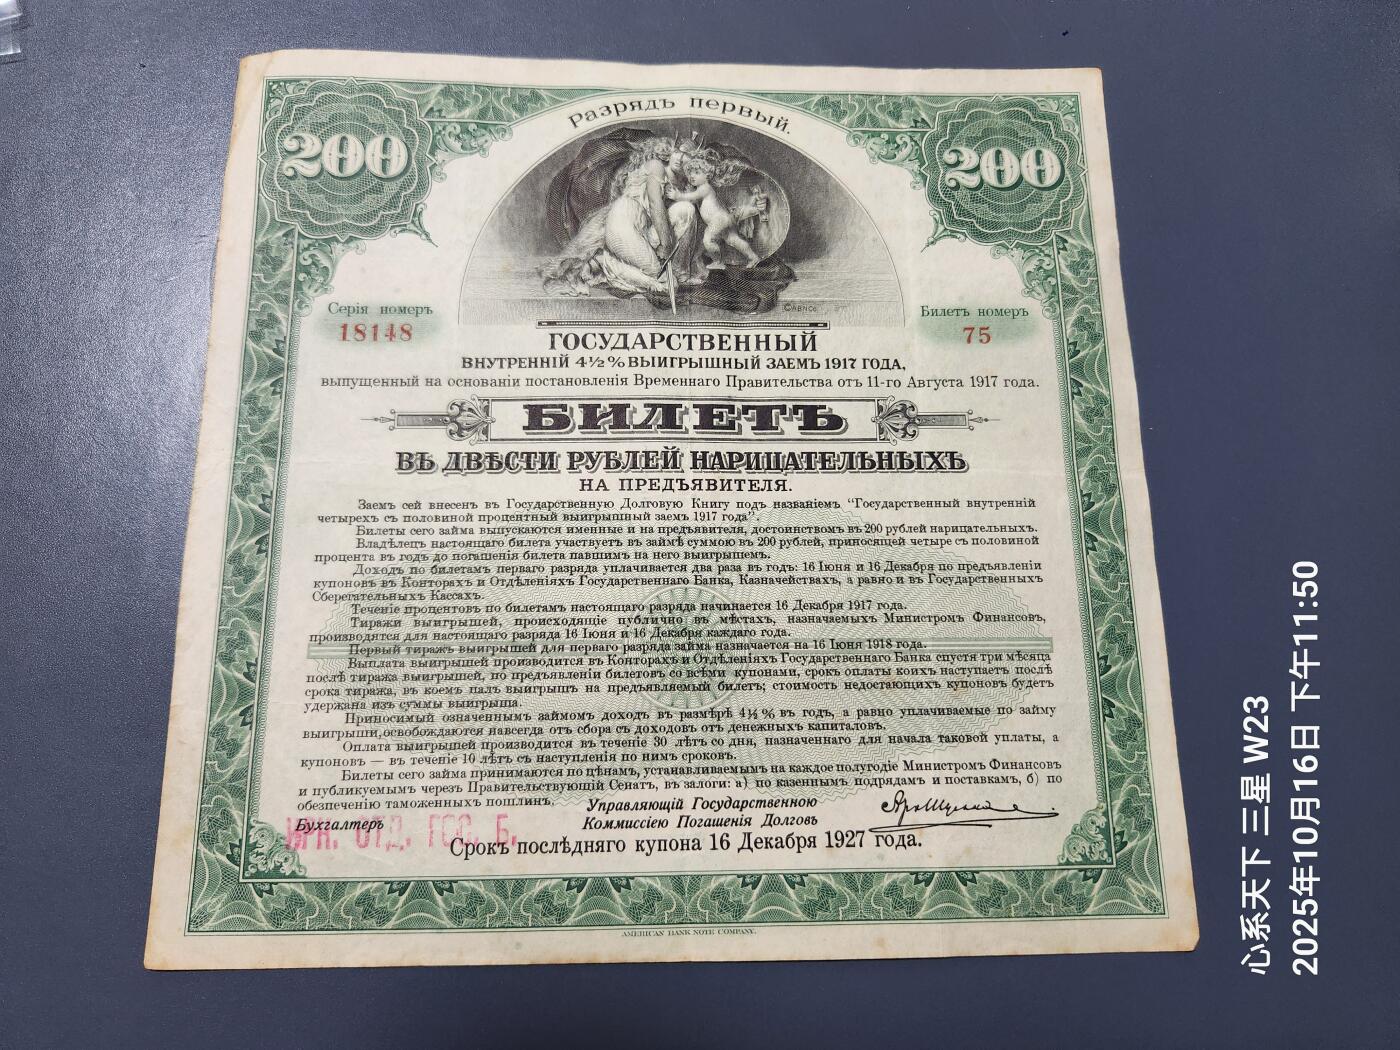 Разрядъ первый.
200
200
©ABNCo
Серія номеръ
18148
Билетъ номеръ
75
ГОСУДАРСТВЕННЫЙ
ВНУТРЕННІЙ 4½% ВЫИГРЫШНЫЙ ЗАЕМЪ 1917 ГОДА,
выпущенный на основаніи постановленія Временнаго Правительства отъ 11-го Августа 1917 года.
БИЛЕТЪ
ВЪ ДВѢСТИ РУБЛЕЙ НАРИЦАТЕЛЬНЫХЪ
НА ПРЕДЪЯВИТЕЛЯ.
Заемъ сей внесен въ Государственную Долговую Книгу подъ названіемъ "Государственный внутренній
четырехъ съ половиной процентный выигрышный заемъ 1917 года".
Билеты сего займа выпускаются именные и на предъявителя, достоинствомъ въ 200 рублей нарицательныхъ.
Владѣлецъ настоящаго билета участвуетъ въ займѣ суммою въ 200 рублей, приносящей четыре съ половиной
процента въ годъ до погашенія билета павшимъ на него выигрышемъ.
Доходъ по билетамъ перваго разряда уплачивается два раза въ годъ: 16 Іюня и 16 Декабря по предъявленіи
купоновъ въ Конторахъ и Отдѣленіяхъ Государственнаго Банка, Казначействахъ, а равно и въ Государственныхъ
Сберегательныхъ Кассахъ.
Теченіе процентовъ по билетамъ настоящаго разряда начинается 16 Декабря 1917 года.
Тиражи выигрышей, происходящіе публично въ мѣстахъ, назначаемыхъ Министромъ Финансовъ,
производятся для настоящаго разряда 16 Іюня и 16 Декабря каждаго года.
Первый тиражъ выигрышей для перваго разряда займа назначается на 16 Іюня 1918 года.
Выплата выигрышей производится въ Конторахъ и Отдѣленіяхъ Государственнаго Банка спустя три мѣсяца
послѣ тиража выигрышей, по предъявленіи билетовъ со всѣми купонами, срокъ оплаты коихъ наступаетъ послѣ
срока тиража, въ коемъ палъ выигрышъ на предъявляемый билетъ; стоимость недостающихъ купоновъ будетъ
удержана изъ суммы выигрыша.
Приносимый означеннымъ займомъ доходъ въ размѣрѣ 4½% въ годъ, а равно уплачиваемые по займу
выигрыши, освобождаются навсегда отъ сбора съ доходовъ отъ денежныхъ капиталовъ.
Оплата выигрышей производится въ теченіе 30 лѣтъ со дня, назначеннаго для начала таковой уплаты, а
купоновъ — въ теченіе 10 лѣтъ съ наступленія по нимъ сроковъ.
Билеты сего займа принимаются по цѣнамъ, устанавливаемымъ на каждое полугодіе Министромъ Финансовъ
и публикуемымъ черезъ Правительствующій Сенатъ, въ залоги: а) по казеннымъ подрядамъ и поставкамъ, б) по
обезпеченію таможенныхъ пошлинъ.
Управляющій Государственною
Коммиссіею Погашенія Долговъ
Бухгалтеръ
ИРК. ОТД. ГОС. Б.
Срокъ послѣдняго купона 16 Декабря 1927 года.
AMERICAN BANK NOTE COMPANY.
心系天下 三星 W23
2025年10月16日 下午11:50